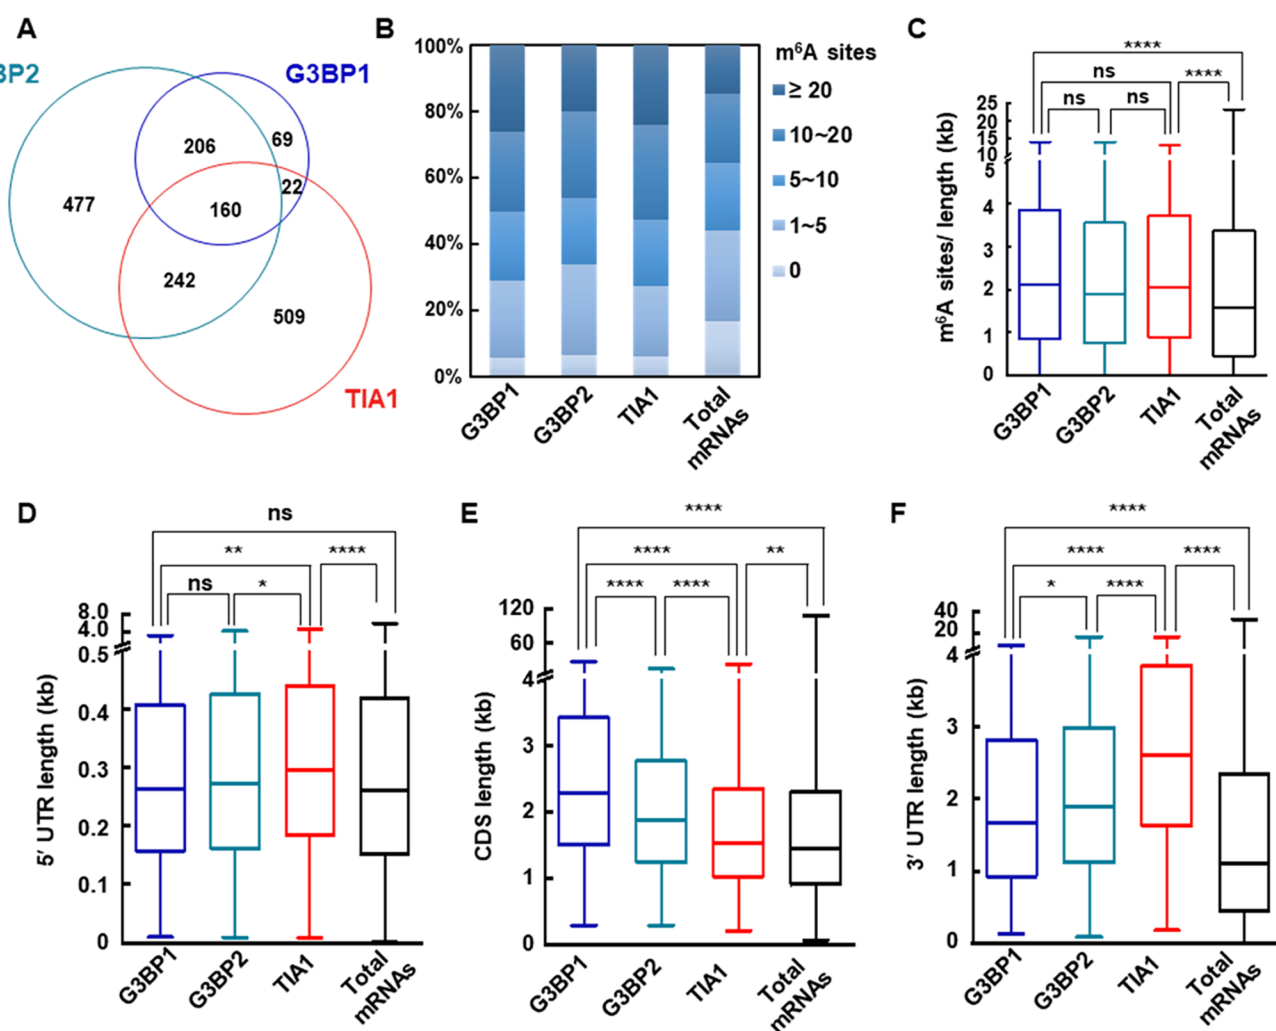 A
BP2
G3BP1
206
69
22
477
160
242
509
TIA1
B
100%
80%
60%
40%
20%
0%
G3BP1
G3BP2
TIA1
Total
mRNAs
m⁶A sites
≥ 20
10~20
5~10
1~5
0
C
****
ns
****
ns
ns
m⁶A sites/ length (kb)
25
20
15
10
5
4
3
2
1
0
G3BP1
G3BP2
TIA1
Total
mRNAs
D
ns
**
****
ns
*
5′ UTR length (kb)
8.0
4.0
0.5
0.4
0.3
0.2
0.1
0
G3BP1
G3BP2
TIA1
Total
mRNAs
E
****
****
**
****
****
CDS length (kb)
120
60
4
3
2
1
0
G3BP1
G3BP2
TIA1
Total
mRNAs
F
****
****
****
*
****
3′ UTR length (kb)
40
20
4
3
2
1
0
G3BP1
G3BP2
TIA1
Total
mRNAs